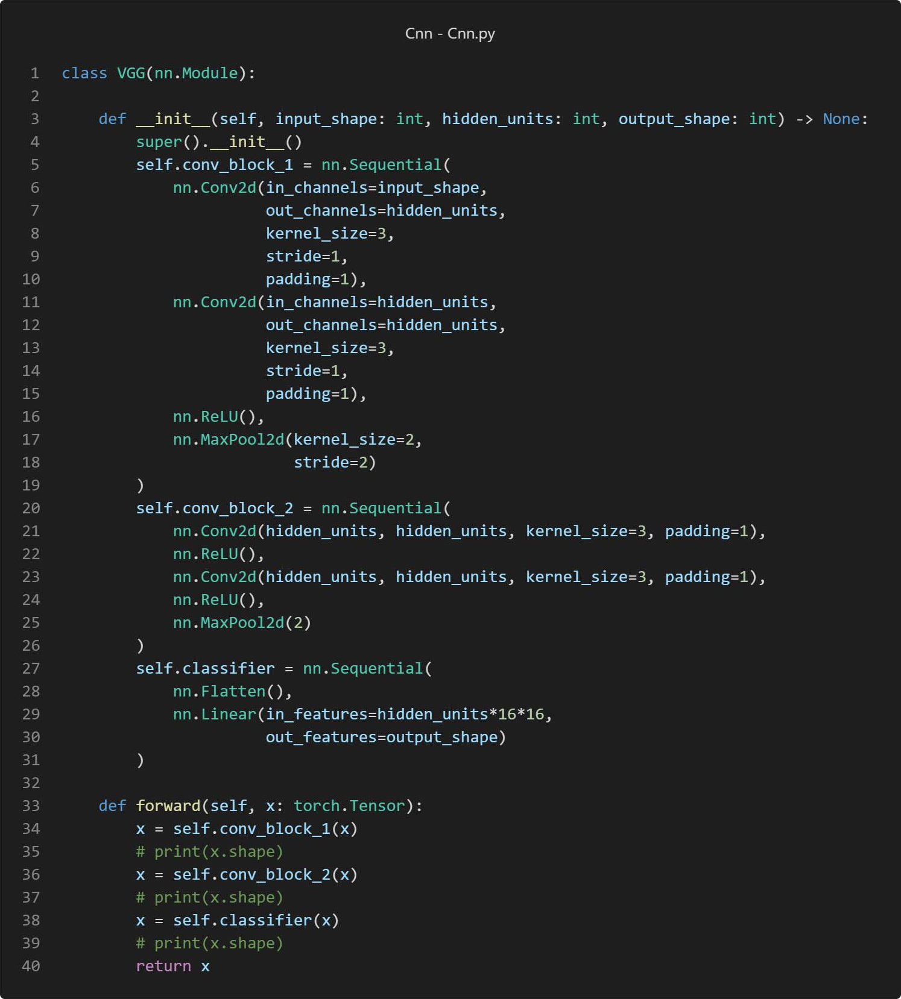 Cnn - Cnn.py
1 class VGG(nn.Module):
2
3     def __init__(self, input_shape: int, hidden_units: int, output_shape: int) -> None:
4         super().__init__()
5         self.conv_block_1 = nn.Sequential(
6             nn.Conv2d(in_channels=input_shape,
7                       out_channels=hidden_units,
8                       kernel_size=3,
9                       stride=1,
10                       padding=1),
11             nn.Conv2d(in_channels=hidden_units,
12                       out_channels=hidden_units,
13                       kernel_size=3,
14                       stride=1,
15                       padding=1),
16             nn.ReLU(),
17             nn.MaxPool2d(kernel_size=2,
18                          stride=2)
19         )
20         self.conv_block_2 = nn.Sequential(
21             nn.Conv2d(hidden_units, hidden_units, kernel_size=3, padding=1),
22             nn.ReLU(),
23             nn.Conv2d(hidden_units, hidden_units, kernel_size=3, padding=1),
24             nn.ReLU(),
25             nn.MaxPool2d(2)
26         )
27         self.classifier = nn.Sequential(
28             nn.Flatten(),
29             nn.Linear(in_features=hidden_units*16*16,
30                       out_features=output_shape)
31         )
32
33     def forward(self, x: torch.Tensor):
34         x = self.conv_block_1(x)
35         # print(x.shape)
36         x = self.conv_block_2(x)
37         # print(x.shape)
38         x = self.classifier(x)
39         # print(x.shape)
40         return x